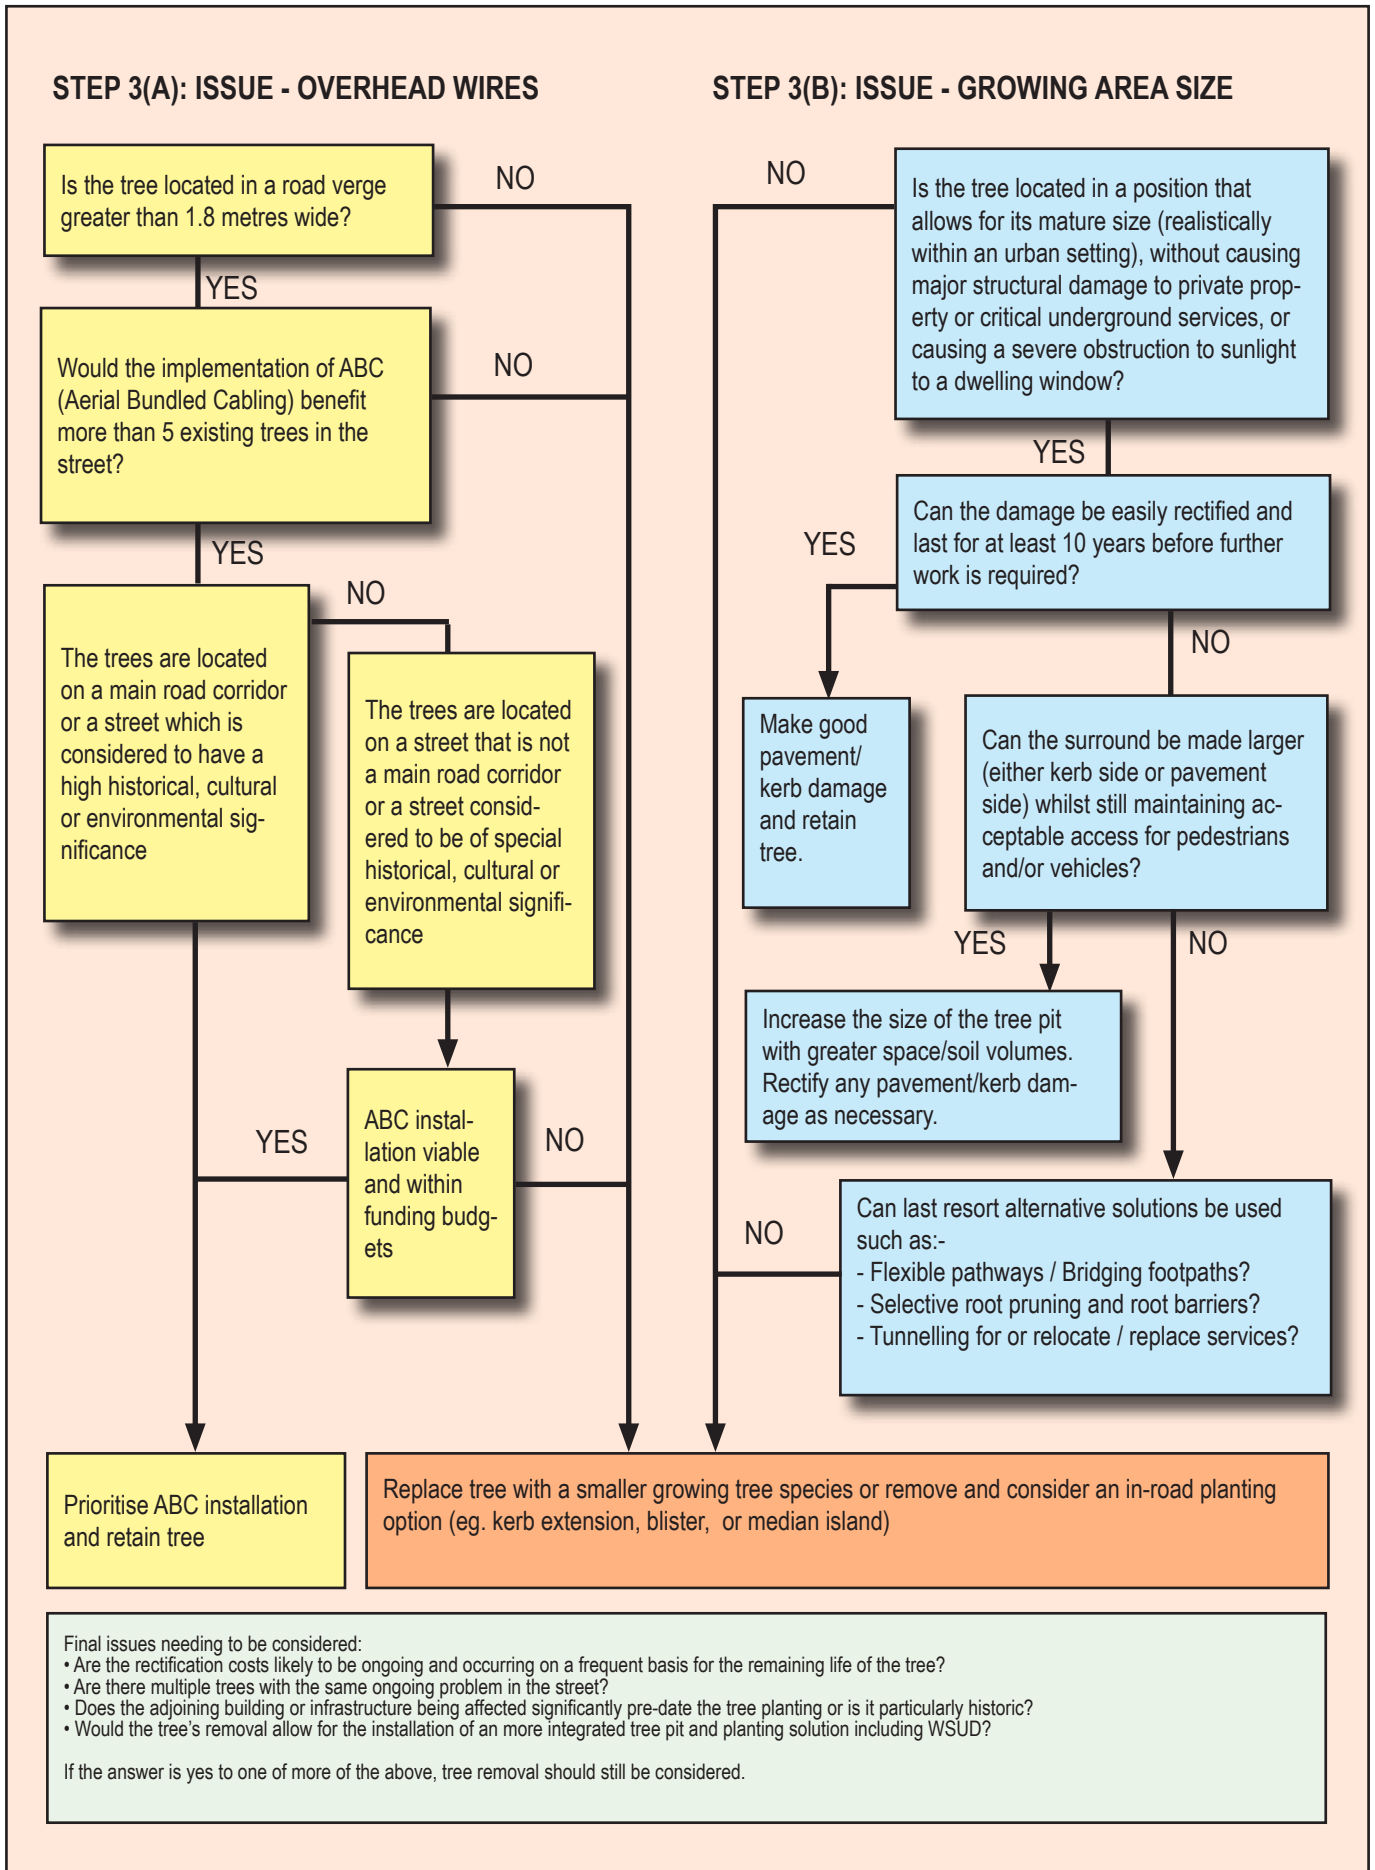 STEP 3(A): ISSUE - OVERHEAD WIRES
Is the tree located in a road verge
greater than 1.8 metres wide?
NO
YES
Would the implementation of ABC
(Aerial Bundled Cabling) benefit
more than 5 existing trees in the
street?
NO
YES
The trees are located
on a main road corridor
or a street which is
considered to have a
high historical, cultural
or environmental sig-
nificance
NO
The trees are located
on a street that is not
a main road corridor
or a street consid-
ered to be of special
historical, cultural or
environmental signifi-
cance
ABC instal-
lation viable
and within
funding budg-
ets
YES
NO
Prioritise ABC installation
and retain tree
STEP 3(B): ISSUE - GROWING AREA SIZE
NO
Is the tree located in a position that
allows for its mature size (realistically
within an urban setting), without causing
major structural damage to private prop-
erty or critical underground services, or
causing a severe obstruction to sunlight
to a dwelling window?
YES
Can the damage be easily rectified and
last for at least 10 years before further
work is required?
YES
NO
Make good
pavement/
kerb damage
and retain
tree.
Can the surround be made larger
(either kerb side or pavement
side) whilst still maintaining ac-
ceptable access for pedestrians
and/or vehicles?
YES
NO
Increase the size of the tree pit
with greater space/soil volumes.
Rectify any pavement/kerb dam-
age as necessary.
Can last resort alternative solutions be used
such as:-
- Flexible pathways / Bridging footpaths?
- Selective root pruning and root barriers?
- Tunnelling for or relocate / replace services?
NO
Replace tree with a smaller growing tree species or remove and consider an in-road planting
option (eg. kerb extension, blister,  or median island)
Final issues needing to be considered:
• Are the rectification costs likely to be ongoing and occurring on a frequent basis for the remaining life of the tree?
• Are there multiple trees with the same ongoing problem in the street?
• Does the adjoining building or infrastructure being affected significantly pre-date the tree planting or is it particularly historic?
• Would the tree's removal allow for the installation of an more integrated tree pit and planting solution including WSUD?
If the answer is yes to one of more of the above, tree removal should still be considered.